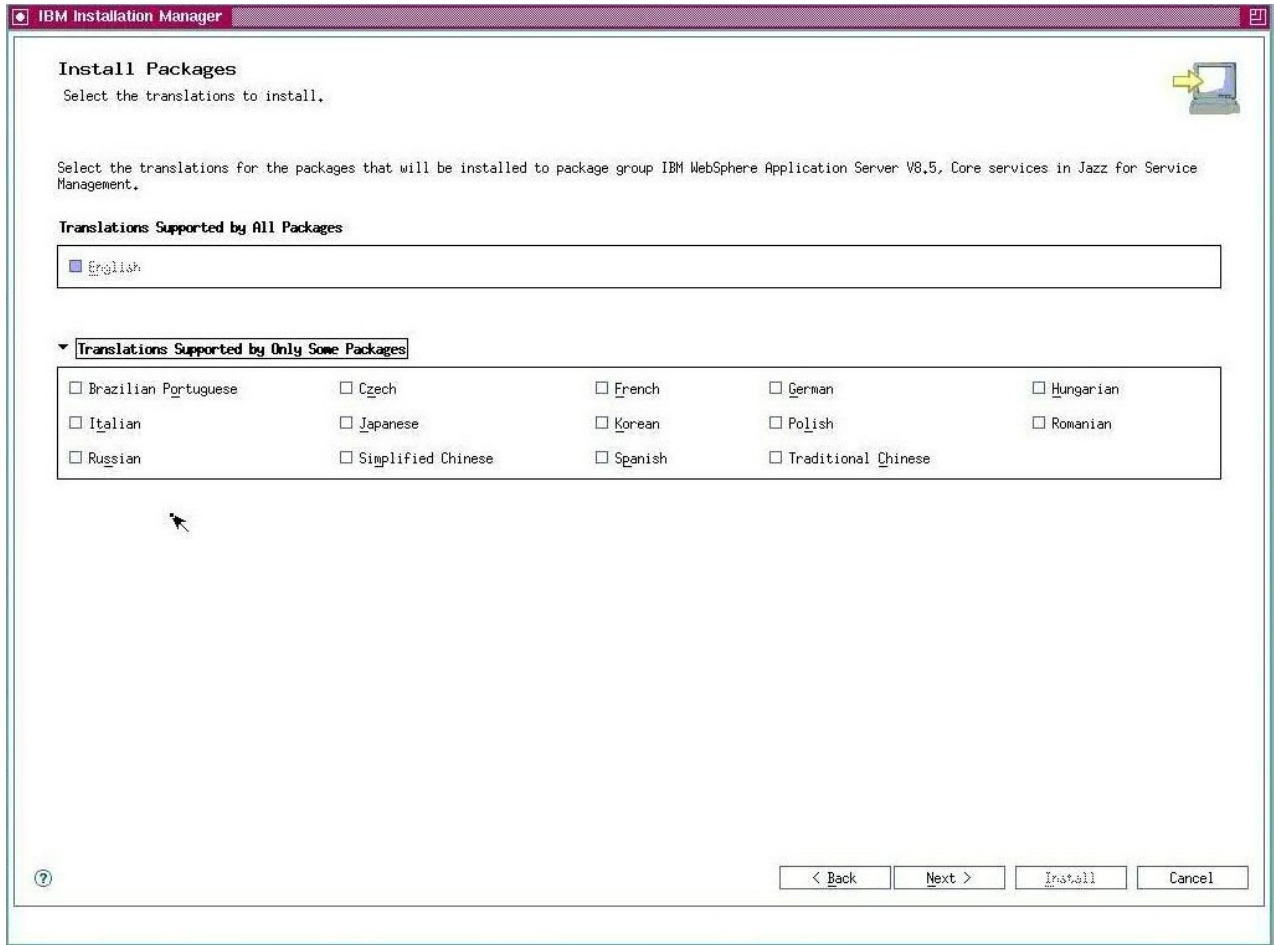 IBM Installation Manager
Install Packages
Select the translations to install.
Select the translations for the packages that will be installed to package group IBM WebSphere Application Server V8.5, Core services in Jazz for Service
Management.
Translations Supported by All Packages
English
Translations Supported by Only Some Packages
Brazilian Portuguese Czech French German Hungarian
Italian Japanese Korean Polish Romanian
Russian Simplified Chinese Spanish Traditional Chinese
? < Back Next > Install Cancel